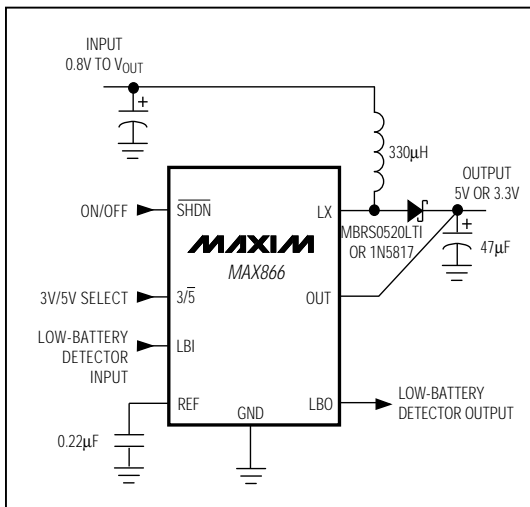 INPUT
0.8V TO VOUT
+
330µH
OUTPUT
5V OR 3.3V
ON/OFF
SHDN
LX
MBRS0520LTI
OR 1N5817
+
47µF
MAXIM
MAX866
3V/5V SELECT
3/5
OUT
LOW-BATTERY
DETECTOR
INPUT
LBI
REF
GND
LBO
LOW-BATTERY
DETECTOR OUTPUT
0.22µF